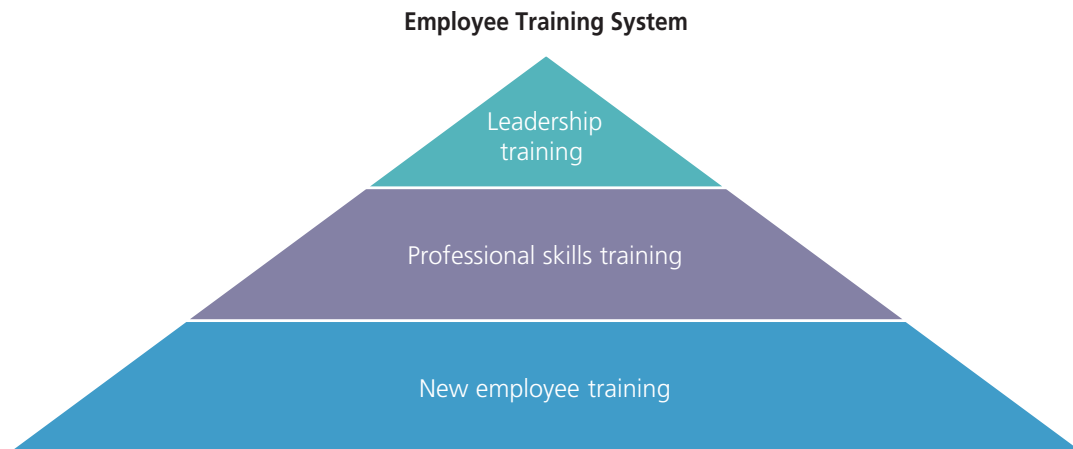 Employee Training System
Leadership
training
Professional skills training
New employee training